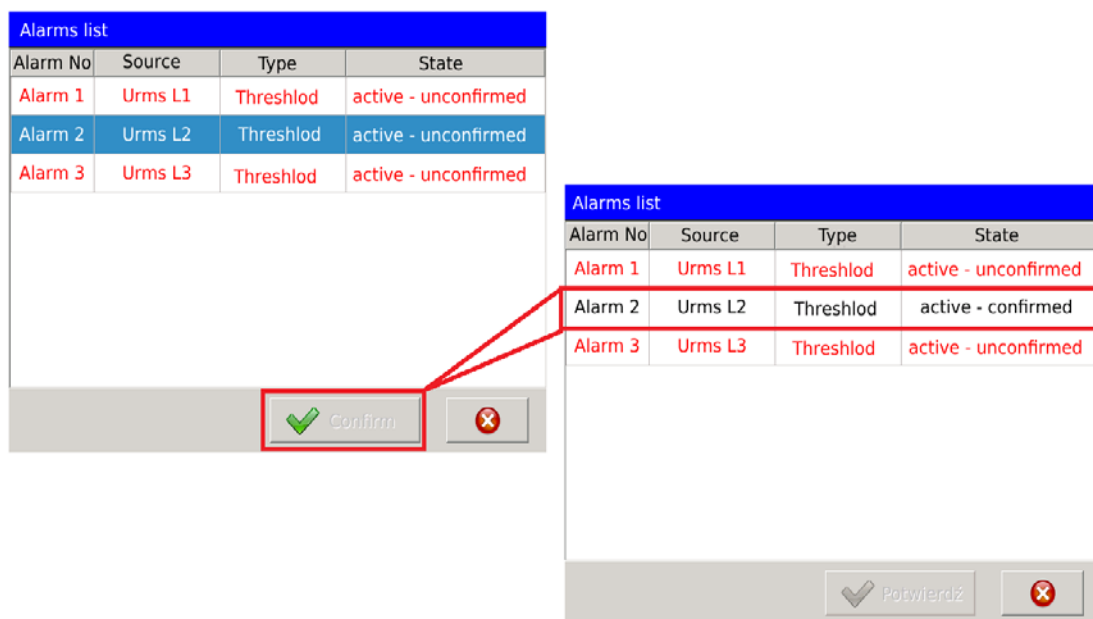 Alarms list
Alarm No Source Type State
Alarm 1 Urms L1 Threshlod active - unconfirmed
Alarm 2 Urms L2 Threshlod active - unconfirmed
Alarm 3 Urms L3 Threshlod active - unconfirmed
Confirm
Alarms list
Alarm No Source Type State
Alarm 1 Urms L1 Threshlod active - unconfirmed
Alarm 2 Urms L2 Threshlod active - confirmed
Alarm 3 Urms L3 Threshlod active - unconfirmed
Potwierdź